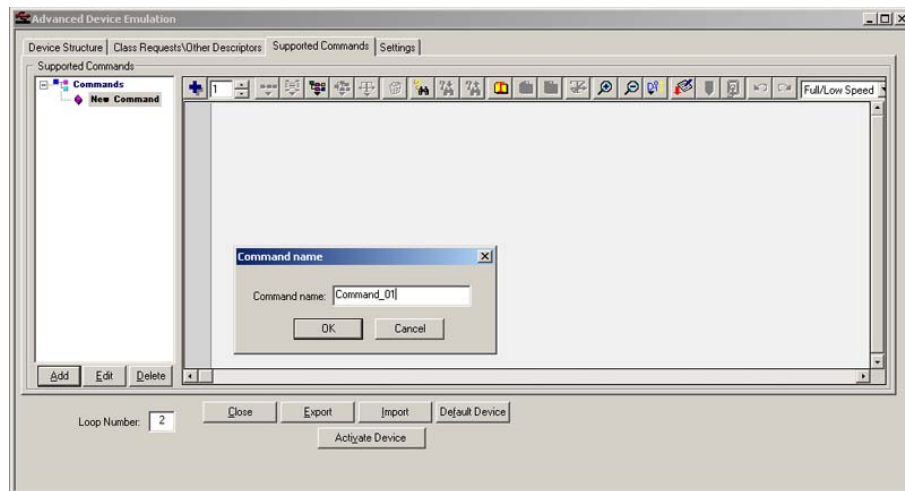 Advanced Device Emulation
Device Structure Class Requests\Other Descriptors Supported Commands Settings
Supported Commands
Commands
New Command
1
Full/Low Speed
Command name
Command name: Command_01
OK Cancel
Add Edit Delete
Loop Number: 2
Close Export Import Default Device
Activate Device